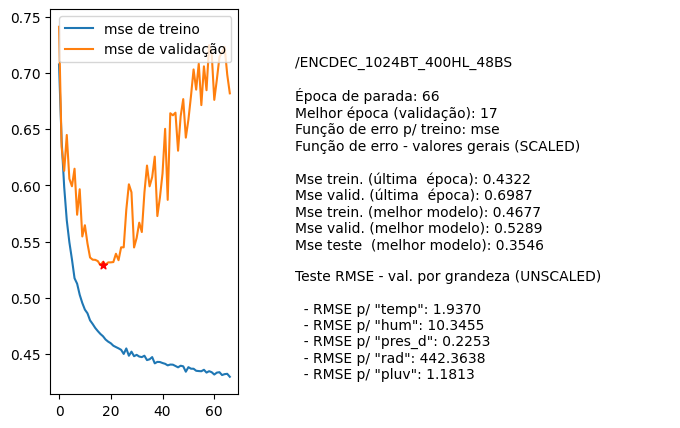 0.75
0.70
0.65
0.60
0.55
0.50
0.45
0
20
40
60
mse de treino
mse de validação
/ENCDEC_1024BT_400HL_48BS
Época de parada: 66
Melhor época (validação): 17
Função de erro p/ treino: mse
Função de erro - valores gerais (SCALED)
Mse trein. (última  época): 0.4322
Mse valid. (última  época): 0.6987
Mse trein. (melhor modelo): 0.4677
Mse valid. (melhor modelo): 0.5289
Mse teste  (melhor modelo): 0.3546
Teste RMSE - val. por grandeza (UNSCALED)
- RMSE p/ "temp": 1.9370
- RMSE p/ "hum": 10.3455
- RMSE p/ "pres_d": 0.2253
- RMSE p/ "rad": 442.3638
- RMSE p/ "pluv": 1.1813